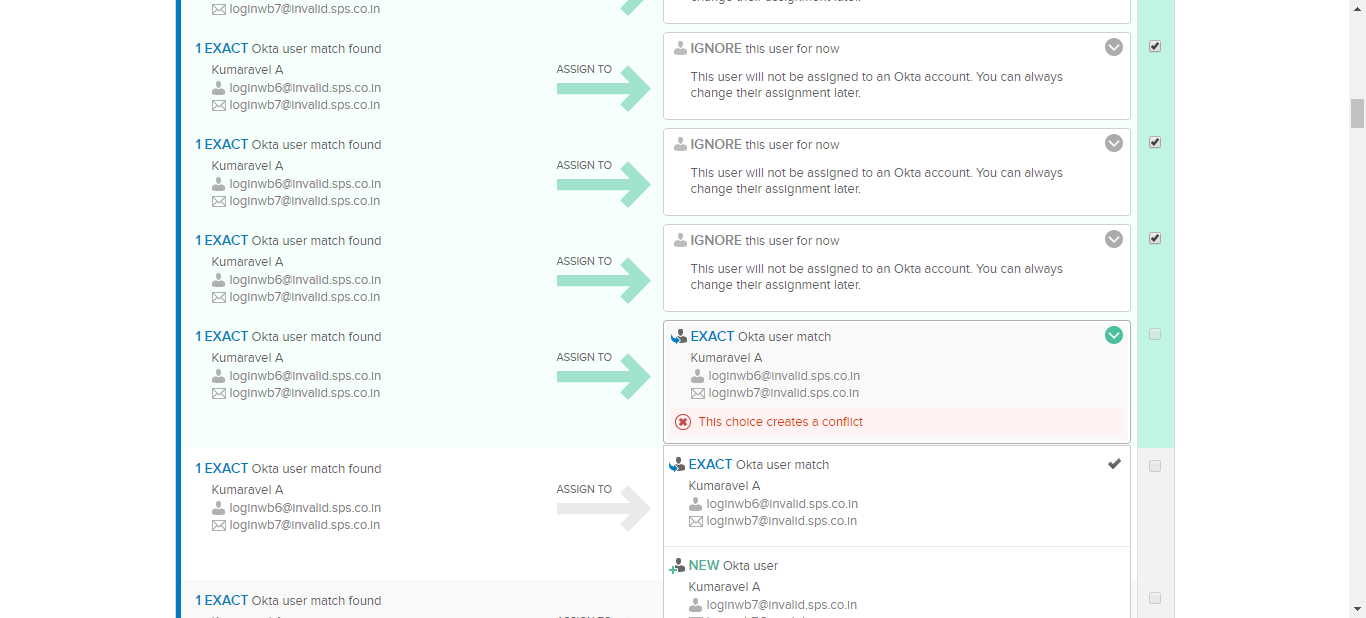 loginwb7@invalid.sps.co.in
change their assignment later.
1 EXACT Okta user match found
Kumaravel A
loginwb6@invalid.sps.co.in
loginwb7@invalid.sps.co.in
ASSIGN TO
IGNORE this user for now
This user will not be assigned to an Okta account. You can always
change their assignment later.
1 EXACT Okta user match found
Kumaravel A
loginwb6@invalid.sps.co.in
loginwb7@invalid.sps.co.in
ASSIGN TO
IGNORE this user for now
This user will not be assigned to an Okta account. You can always
change their assignment later.
1 EXACT Okta user match found
Kumaravel A
loginwb6@invalid.sps.co.in
loginwb7@invalid.sps.co.in
ASSIGN TO
IGNORE this user for now
This user will not be assigned to an Okta account. You can always
change their assignment later.
1 EXACT Okta user match found
Kumaravel A
loginwb6@invalid.sps.co.in
loginwb7@invalid.sps.co.in
ASSIGN TO
EXACT Okta user match
Kumaravel A
loginwb6@invalid.sps.co.in
loginwb7@invalid.sps.co.in
This choice creates a conflict
1 EXACT Okta user match found
Kumaravel A
loginwb6@invalid.sps.co.in
loginwb7@invalid.sps.co.in
ASSIGN TO
EXACT Okta user match
Kumaravel A
loginwb6@invalid.sps.co.in
loginwb7@invalid.sps.co.in
NEW Okta user
Kumaravel A
loginwb7@invalid.sps.co.in
1 EXACT Okta user match found